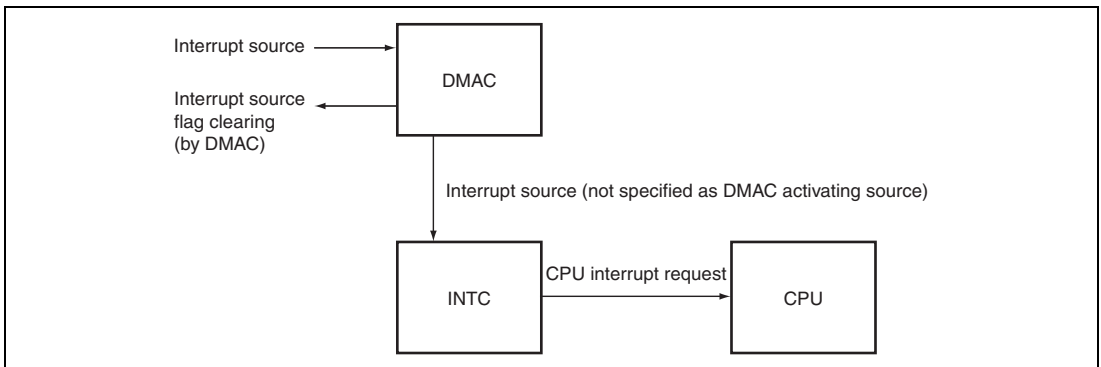 Interrupt source
DMAC
Interrupt source
flag clearing
(by DMAC)
Interrupt source (not specified as DMAC activating source)
INTC
CPU interrupt request
CPU